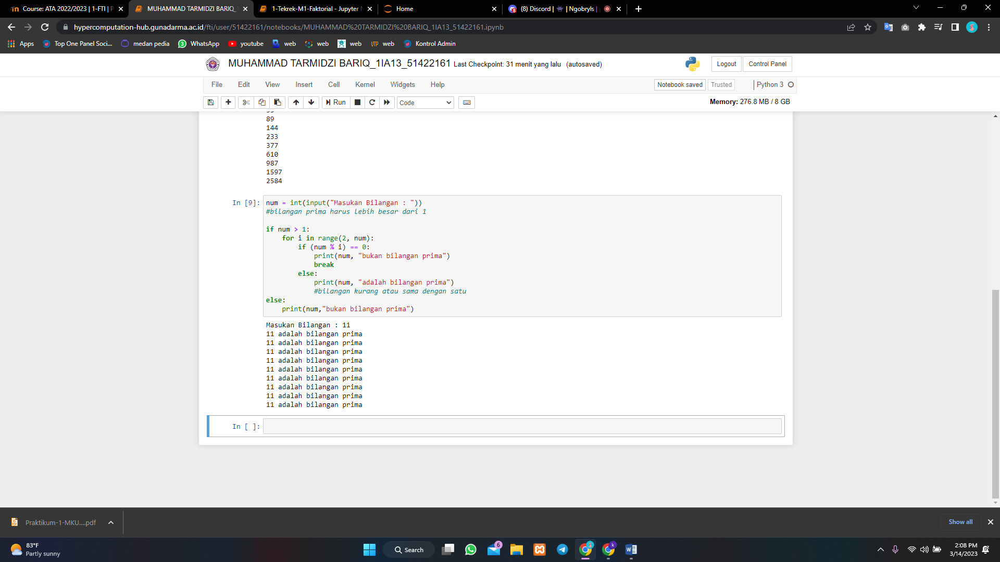 Course: ATA 2022/2023 | 1-FTI | P
MUHAMMAD TARMIDZI BARIQ_1
1-Tekrek-M1-Faktorial - Jupyter N
Home
(8) Discord | 👾 | Ngobryls |
hypercomputation-hub.gunadarma.ac.id/fti/user/51422161/notebooks/MUHAMMAD%20TARMIDZI%20BARIQ_1IA13_51422161.ipynb
Apps
Top One Panel Soci...
medan pedia
WhatsApp
youtube
web
web
web
web
Kontrol Admin
MUHAMMAD TARMIDZI BARIQ_1IA13_51422161 Last Checkpoint: 31 menit yang lalu (autosaved)
Logout
Control Panel
File Edit View Insert Cell Kernel Widgets Help
Notebook saved
Trusted
Python 3
Run
Code
Memory: 276.8 MB / 8 GB
89
144
233
377
610
987
1597
2584
In [9]:
num = int(input("Masukan Bilangan : "))
#bilangan prima harus lebih besar dari 1
if num > 1:
    for i in range(2, num):
        if (num % i) == 0:
            print(num, "bukan bilangan prima")
            break
        else:
            print(num, "adalah bilangan prima")
            #bilangan kurang atau sama dengan satu
else:
    print(num,"bukan bilangan prima")
Masukan Bilangan : 11
11 adalah bilangan prima
11 adalah bilangan prima
11 adalah bilangan prima
11 adalah bilangan prima
11 adalah bilangan prima
11 adalah bilangan prima
11 adalah bilangan prima
11 adalah bilangan prima
11 adalah bilangan prima
In [ ]:
Praktikum-1-MKU....pdf
Show all
83°F
Partly sunny
Search
6
k
2:08 PM
3/14/2023